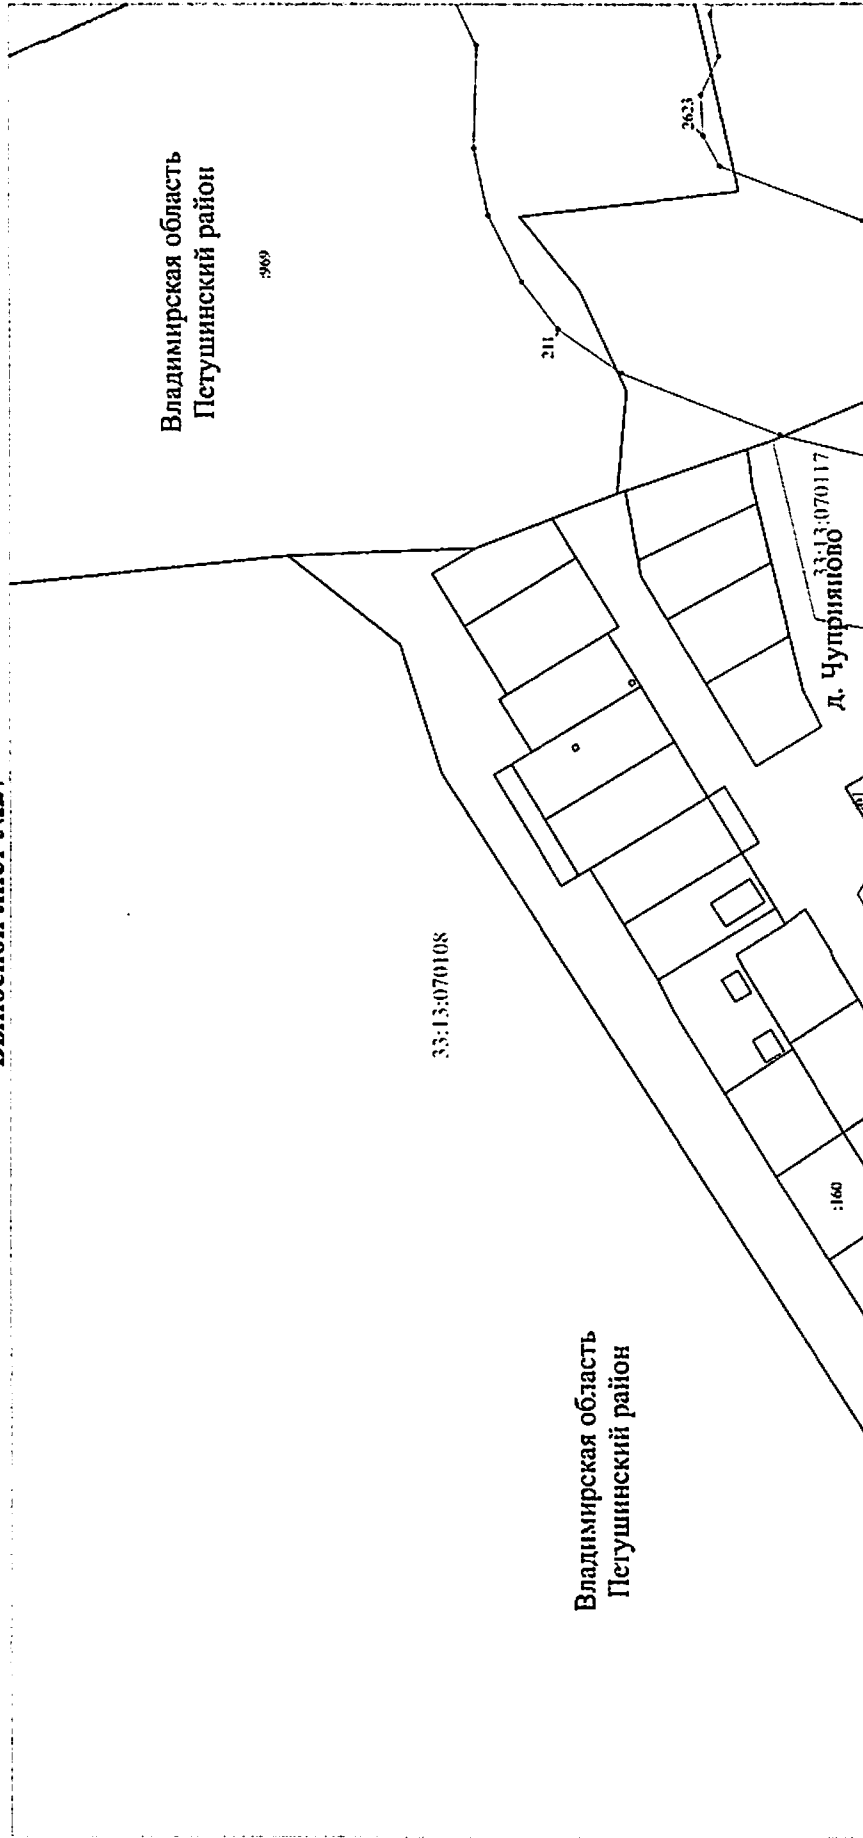 Владимирская область
Петушинский район
:969
211
2623
33:13:070117
д. Чуприяново
33:13:070108
:160
Владимирская область
Петушинский район